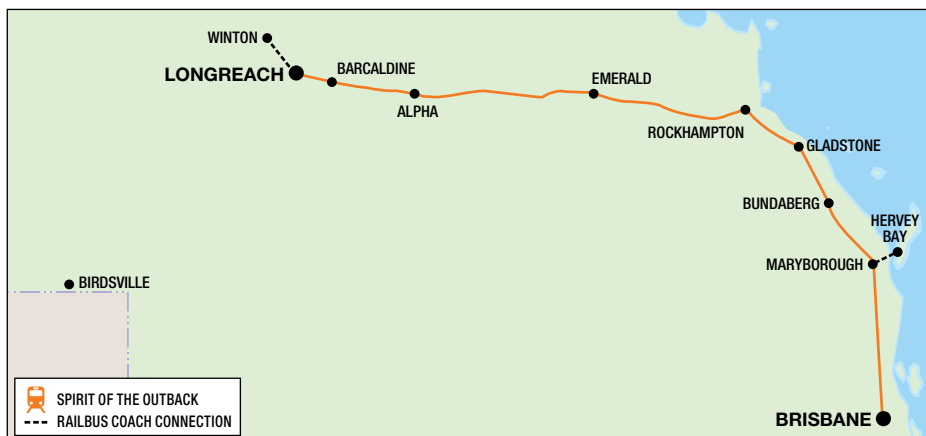 WINTON
LONGREACH
BARCALDINE
ALPHA
EMERALD
ROCKHAMPTON
GLADSTONE
BUNDABERG
HERVEY
BAY
MARYBOROUGH
BIRDSVILLE
BRISBANE
SPIRIT OF THE OUTBACK
RAILBUS COACH CONNECTION